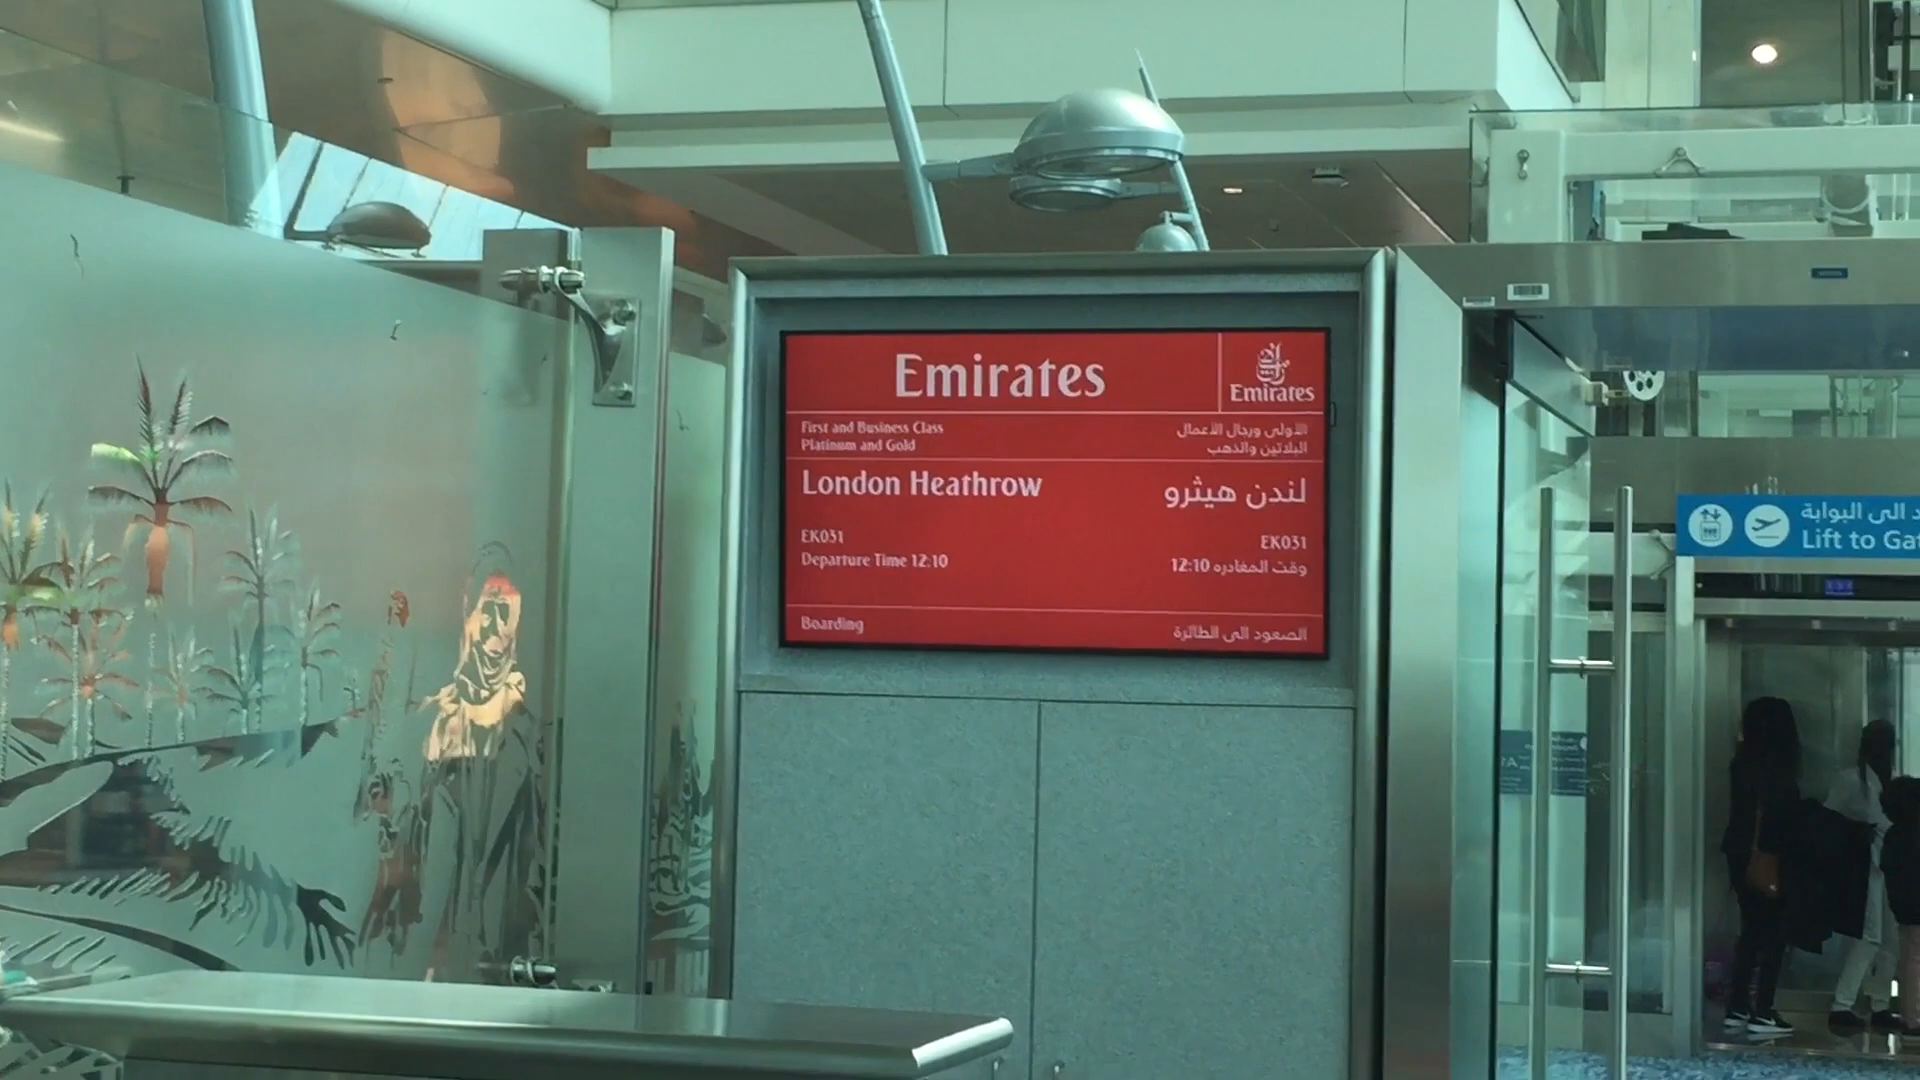 Emirates
Emirates
First and Business Class
Platinum and Gold
الأولى ورجال الأعمال
البلاتين والذهب
London Heathrow
لندن هيثرو
EK031
Departure Time 12:10
EK031
وقت المغادره 12:10
Boarding
الصعود الى الطائرة
الى البوابة
Lift to